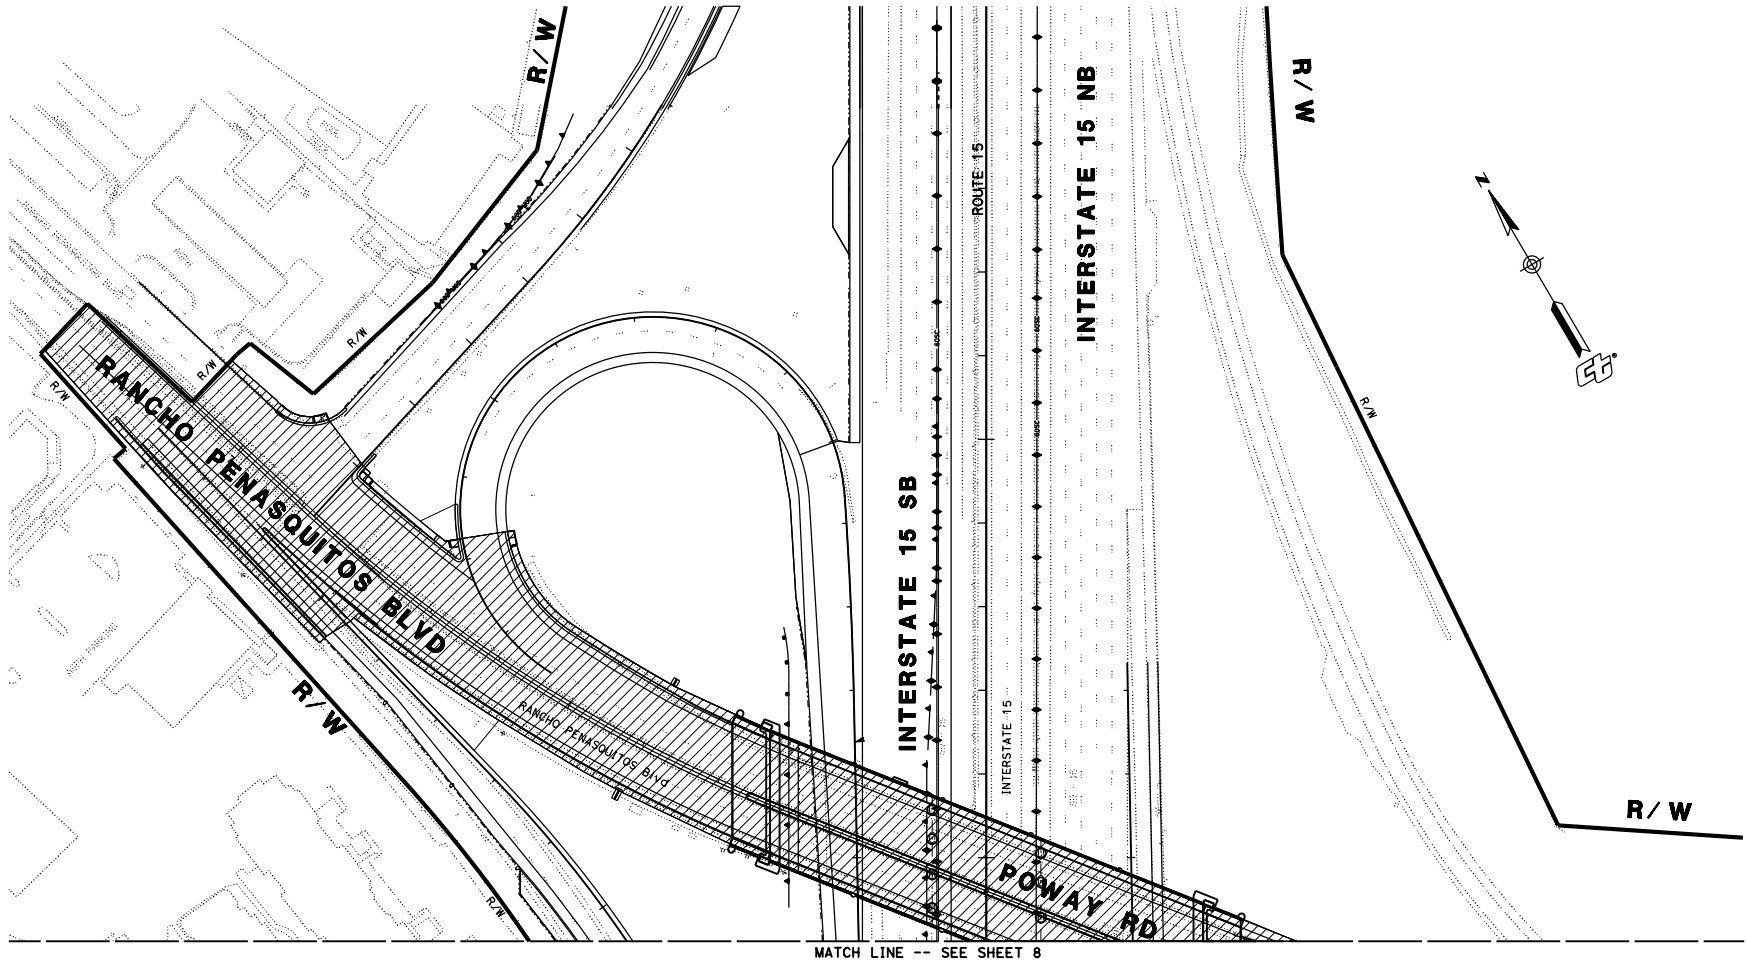 R/W
R/W
INTERSTATE 15 NB
ROUTE 15
N
R/W
R/W
R/W
R/W
RANCHO PENASQUITOS BLVD
INTERSTATE 15 SB
R/W
RANCHO PENASQUITOS BLVD
INTERSTATE 15
R/W
POWAY RD
R/W
MATCH LINE -- SEE SHEET 8